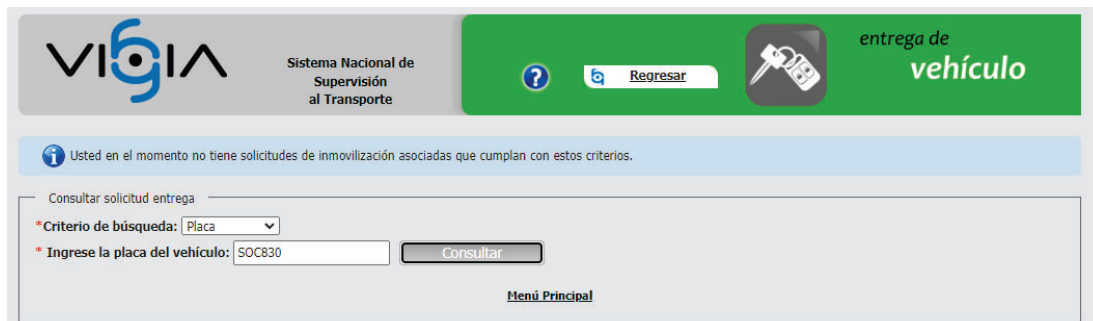 VIGIA
Sistema Nacional de
Supervisión
al Transporte
?
Regresar
entrega de
vehículo
i Usted en el momento no tiene solicitudes de inmovilización asociadas que cumplan con estos criterios.
Consultar solicitud entrega
*Criterio de búsqueda: Placa
* Ingrese la placa del vehículo: SOC830 Consultar
Menú Principal